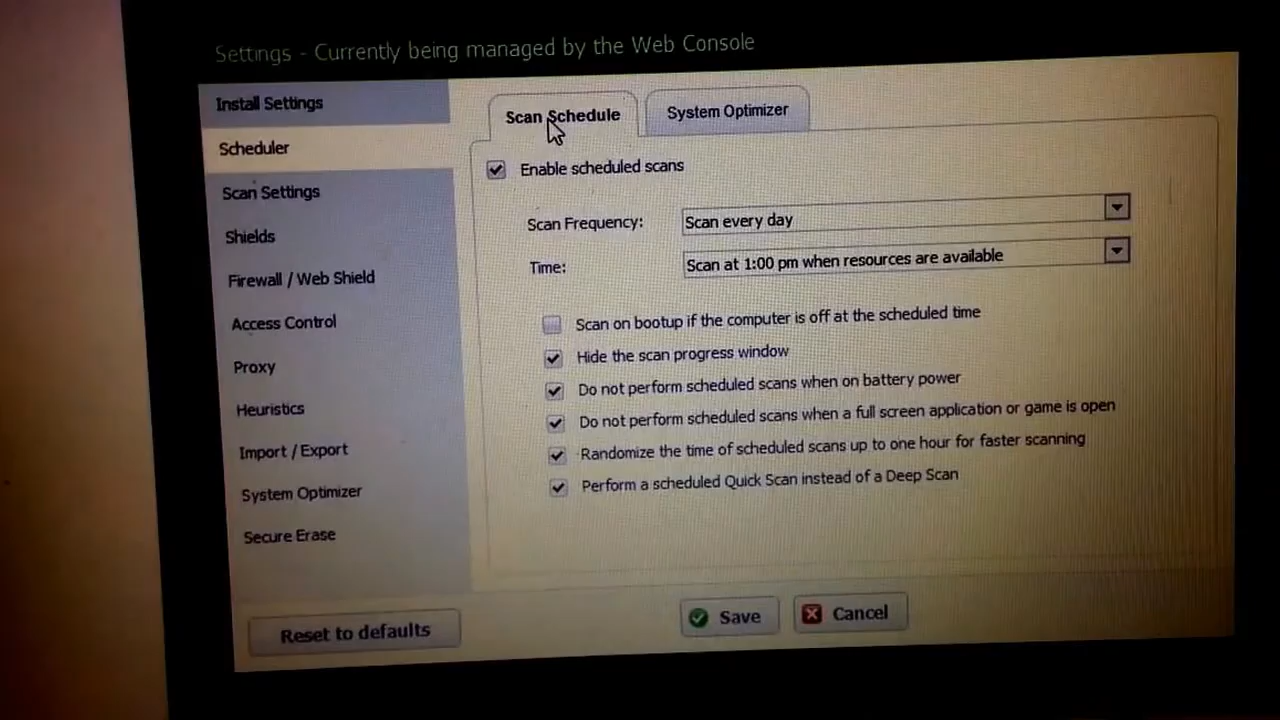 Settings - Currently being managed by the Web Console
Install Settings
Scheduler
Scan Settings
Shields
Firewall / Web Shield
Access Control
Proxy
Heuristics
Import / Export
System Optimizer
Secure Erase
Reset to defaults
Scan Schedule
System Optimizer
Enable scheduled scans
Scan Frequency: Scan every day
Time: Scan at 1:00 pm when resources are available
Scan on bootup if the computer is off at the scheduled time
Hide the scan progress window
Do not perform scheduled scans when on battery power
Do not perform scheduled scans when a full screen application or game is open
Randomize the time of scheduled scans up to one hour for faster scanning
Perform a scheduled Quick Scan instead of a Deep Scan
Save
Cancel